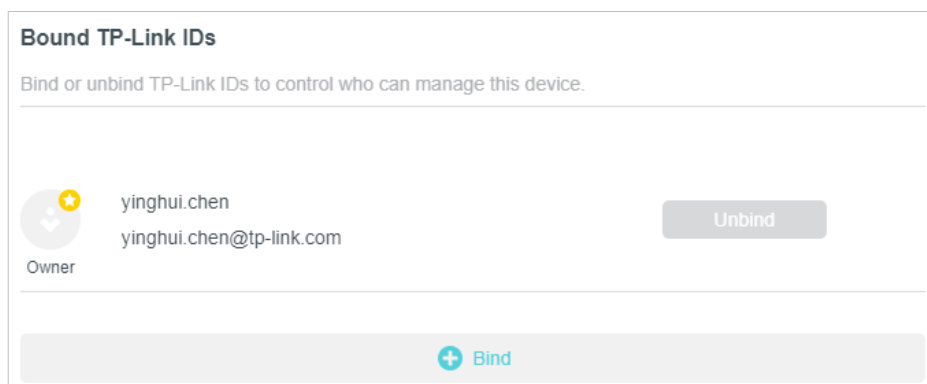 Bound TP-Link IDs
Bind or unbind TP-Link IDs to control who can manage this device.
yinghui.chen
Unbind
yinghui.chen@tp-link.com
Owner
Bind